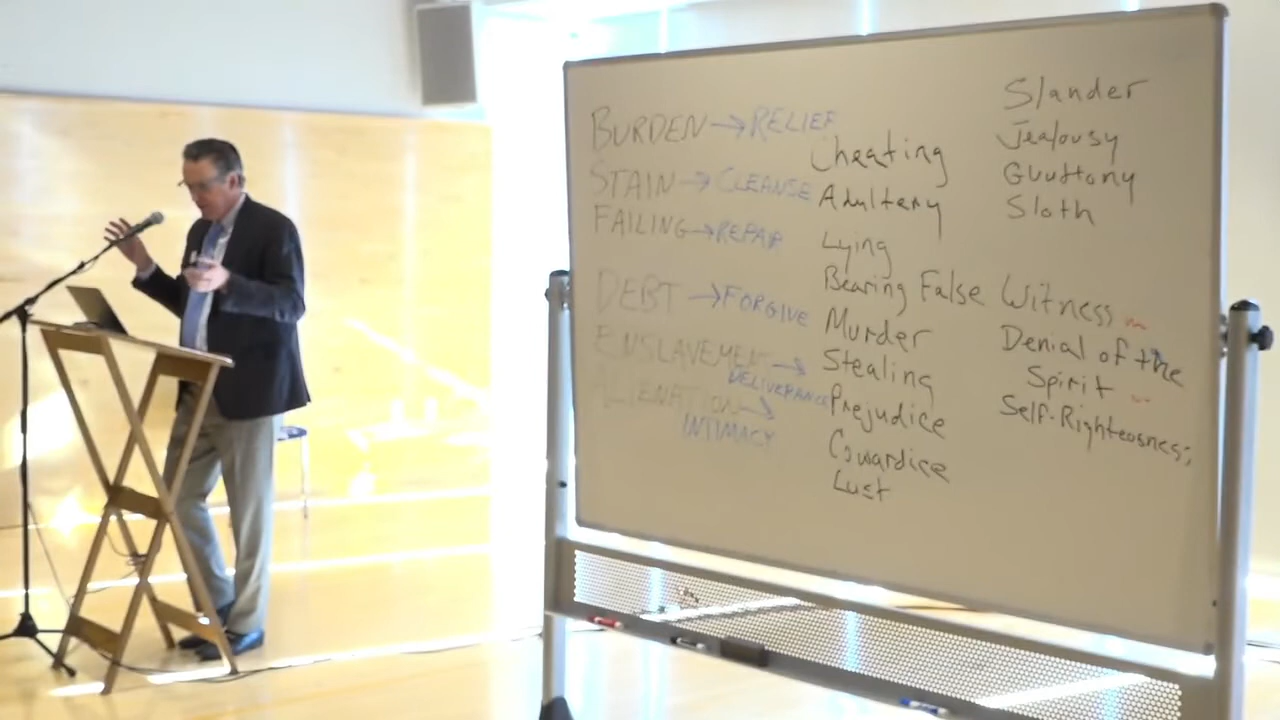 BURDEN → RELIEF
STAIN → CLEANSE
FAILING → REPAIR
DEBT → FORGIVE
ENSLAVEMENT →
DELIVERANCE
ALIENATION →
INTIMACY
Cheating
Adultery
Lying
Bearing False Witness
Murder
Stealing
Prejudice
Cowardice
Lust
Slander
Jealousy
Gluttony
Sloth
Denial of the
Spirit
Self-Righteousness;